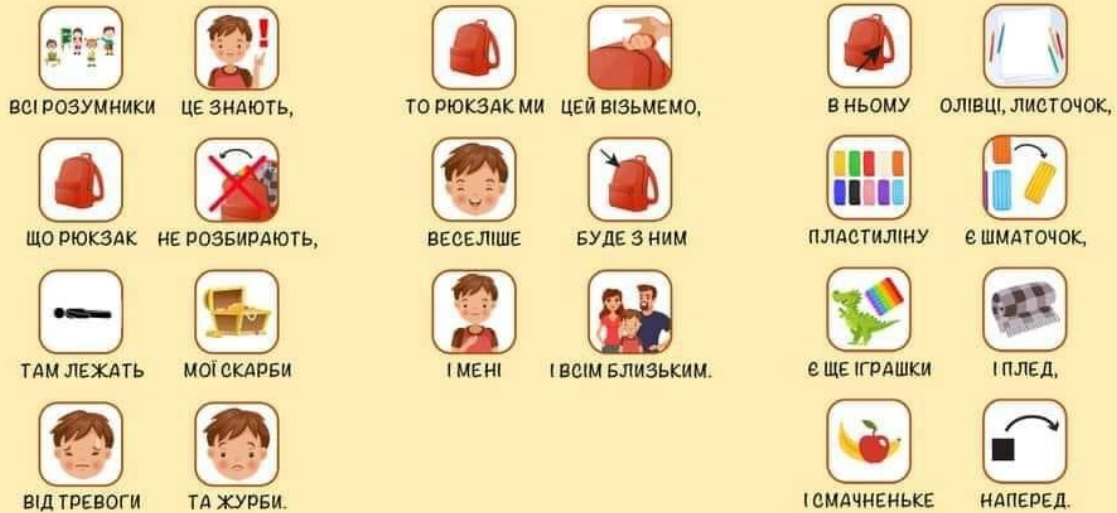 ВСІ РОЗУМНИКИ ЦЕ ЗНАЮТЬ,
ЩО РЮКЗАК НЕ РОЗБИРАЮТЬ,
ТАМ ЛЕЖАТЬ МОЇ СКАРБИ
ВІД ТРЕВОГИ ТА ЖУРБИ.
ТО РЮКЗАК МИ ЦЕЙ ВІЗЬМЕМО,
ВЕСЕЛІШЕ БУДЕ З НИМ
І МЕНІ І ВСІМ БЛИЗЬКИМ.
В НЬОМУ ОЛІВЦІ, ЛИСТОЧОК,
ПЛАСТИЛІНУ Є ШМАТОЧОК,
Є ЩЕ ІГРАШКИ І ПЛЕД,
І СМАЧНЕНЬКЕ НАПЕРЕД.